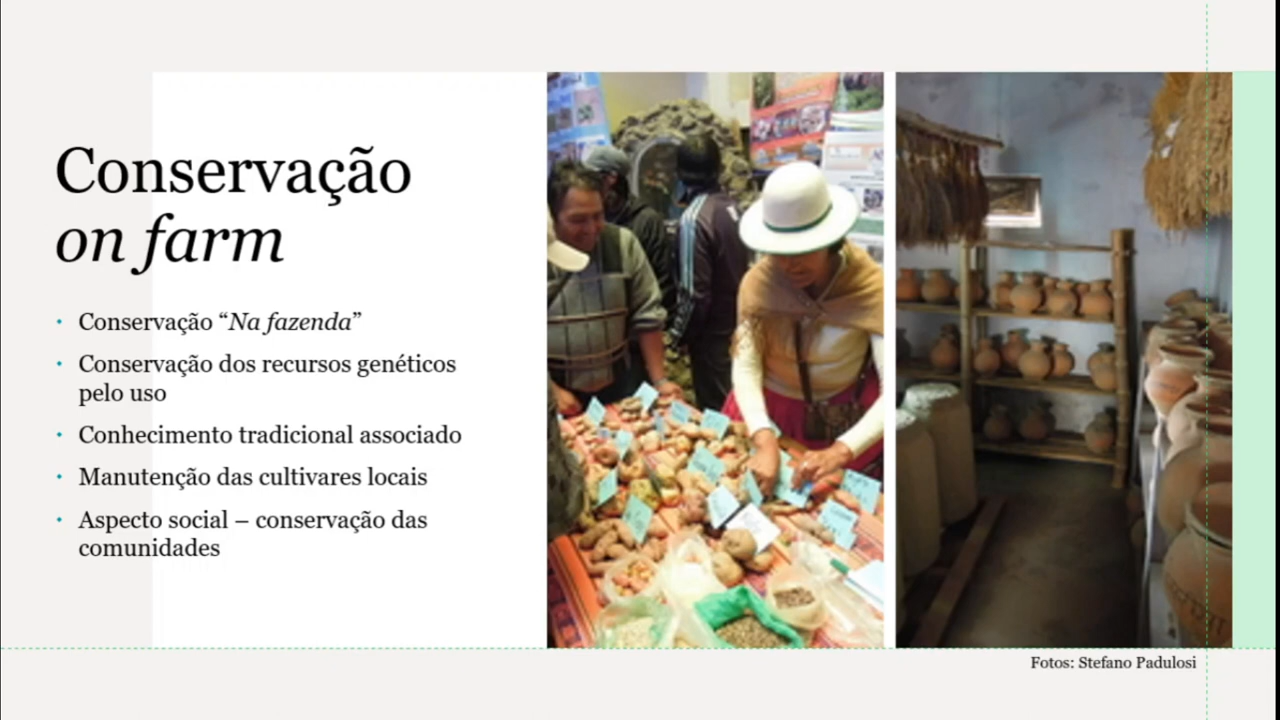 Conservação
on farm
• Conservação “Na fazenda”
• Conservação dos recursos genéticos
pelo uso
• Conhecimento tradicional associado
• Manutenção das cultivares locais
• Aspecto social – conservação das
comunidades
Fotos: Stefano Padulosi